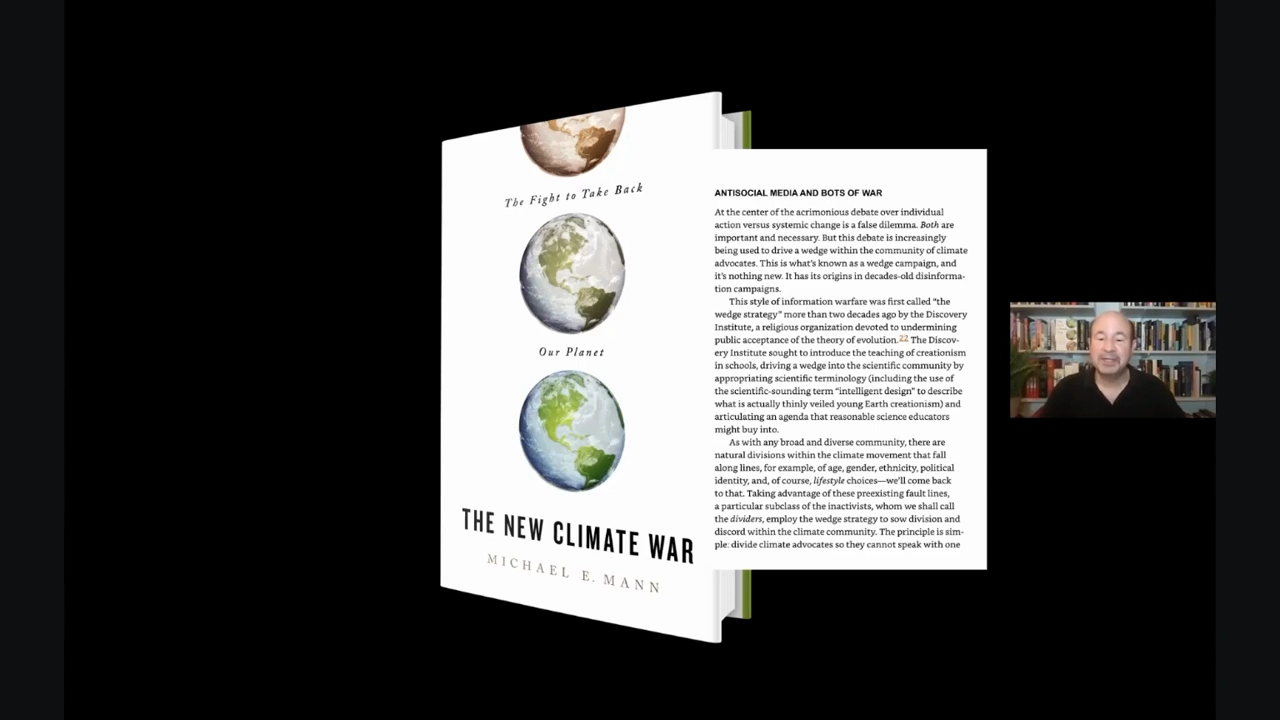 The Fight to Take Back
Our Planet
THE NEW CLIMATE WAR
MICHAEL E. MANN
ANTISOCIAL MEDIA AND BOTS OF WAR
At the center of the acrimonious debate over individual
action versus systemic change is a false dilemma. Both are
important and necessary. But this debate is increasingly
being used to drive a wedge within the community of climate
advocates. This is what's known as a wedge campaign, and
it's nothing new. It has its origins in decades-old disinforma-
tion campaigns.
This style of information warfare was first called "the
wedge strategy" more than two decades ago by the Discovery
Institute, a religious organization devoted to undermining
public acceptance of the theory of evolution.22 The Discov-
ery Institute sought to introduce the teaching of creationism
in schools, driving a wedge into the scientific community by
appropriating scientific terminology (including the use of
the scientific-sounding term "intelligent design" to describe
what is actually thinly veiled young Earth creationism) and
articulating an agenda that reasonable science educators
might buy into.
As with any broad and diverse community, there are
natural divisions within the climate movement that fall
along lines, for example, of age, gender, ethnicity, political
identity, and, of course, lifestyle choices—we'll come back
to that. Taking advantage of these preexisting fault lines,
a particular subclass of the inactivists, whom we shall call
the dividers, employ the wedge strategy to sow division and
discord within the climate community. The principle is sim-
ple: divide climate advocates so they cannot speak with one